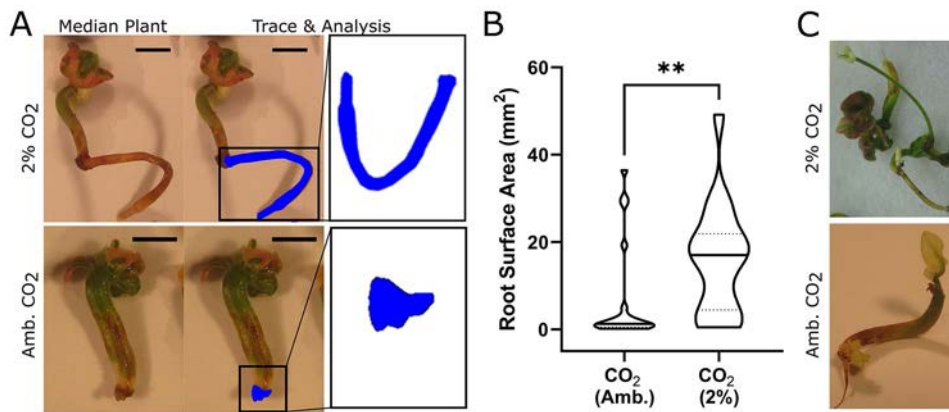 A
Median Plant
Trace & Analysis
2% CO₂
Amb. CO₂
B
Root Surface Area (mm²)
60
40
20
0
**
CO₂
(Amb.)
CO₂
(2%)
C
2% CO₂
Amb. CO₂